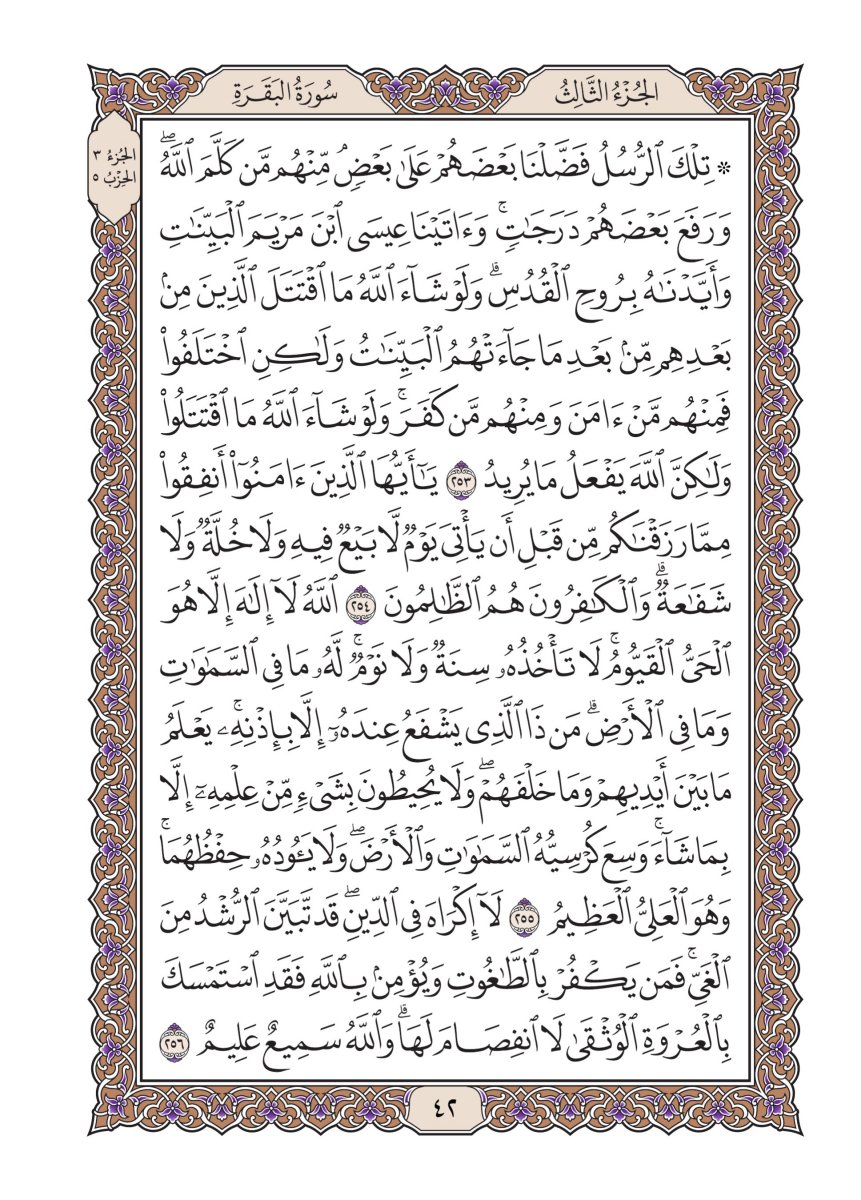 الجُزْءُ الثَّالِثُ
سُورَةُ البَقَرَةِ
الجُزءُ ٣
الحِزْبُ ٥
۞ تِلۡكَ ٱلرُّسُلُ فَضَّلۡنَا بَعۡضَهُمۡ عَلَىٰ بَعۡضٖۘ مِّنۡهُم مَّن كَلَّمَ ٱللَّهُۖ
وَرَفَعَ بَعۡضَهُمۡ دَرَجَٰتٖۚ وَءَاتَيۡنَا عِيسَى ٱبۡنَ مَرۡيَمَ ٱلۡبَيِّنَٰتِ
وَأَيَّدۡنَٰهُ بِرُوحِ ٱلۡقُدُسِۗ وَلَوۡ شَآءَ ٱللَّهُ مَا ٱقۡتَتَلَ ٱلَّذِينَ مِنۢ
بَعۡدِهِم مِّنۢ بَعۡدِ مَا جَآءَتۡهُمُ ٱلۡبَيِّنَٰتُ وَلَٰكِنِ ٱخۡتَلَفُواْ
فَمِنۡهُم مَّنۡ ءَامَنَ وَمِنۡهُم مَّن كَفَرَۚ وَلَوۡ شَآءَ ٱللَّهُ مَا ٱقۡتَتَلُواْ
وَلَٰكِنَّ ٱللَّهَ يَفۡعَلُ مَا يُرِيدُ ٢٥٣ يَٰٓأَيُّهَا ٱلَّذِينَ ءَامَنُوٓاْ أَنفِقُواْ
مِمَّا رَزَقۡنَٰكُم مِّن قَبۡلِ أَن يَأۡتِيَ يَوۡمٞ لَّا بَيۡعٞ فِيهِ وَلَا خُلَّةٞ وَلَا
شَفَٰعَةٞۗ وَٱلۡكَٰفِرُونَ هُمُ ٱلظَّٰلِمُونَ ٢٥٤ ٱللَّهُ لَآ إِلَٰهَ إِلَّا هُوَ
ٱلۡحَيُّ ٱلۡقَيُّومُۚ لَا تَأۡخُذُهُۥ سِنَةٞ وَلَا نَوۡمٞۚ لَّهُۥ مَا فِي ٱلسَّمَٰوَٰتِ
وَمَا فِي ٱلۡأَرۡضِۗ مَن ذَا ٱلَّذِي يَشۡفَعُ عِندَهُۥٓ إِلَّا بِإِذۡنِهِۦۚ يَعۡلَمُ
مَا بَيۡنَ أَيۡدِيهِمۡ وَمَا خَلۡفَهُمۡۖ وَلَا يُحِيطُونَ بِشَيۡءٖ مِّنۡ عِلۡمِهِۦٓ إِلَّا
بِمَا شَآءَۚ وَسِعَ كُرۡسِيُّهُ ٱلسَّمَٰوَٰتِ وَٱلۡأَرۡضَۖ وَلَا يَـُٔودُهُۥ حِفۡظُهُمَاۚ
وَهُوَ ٱلۡعَلِيُّ ٱلۡعَظِيمُ ٢٥٥ لَآ إِكۡرَاهَ فِي ٱلدِّينِۖ قَد تَّبَيَّنَ ٱلرُّشۡدُ مِنَ
ٱلۡغَيِّۚ فَمَن يَكۡفُرۡ بِٱلطَّٰغُوتِ وَيُؤۡمِنۢ بِٱللَّهِ فَقَدِ ٱسۡتَمۡسَكَ
بِٱلۡعُرۡوَةِ ٱلۡوُثۡقَىٰ لَا ٱنفِصَامَ لَهَاۗ وَٱللَّهُ سَمِيعٌ عَلِيمٌ ٢٥٦
٤٢